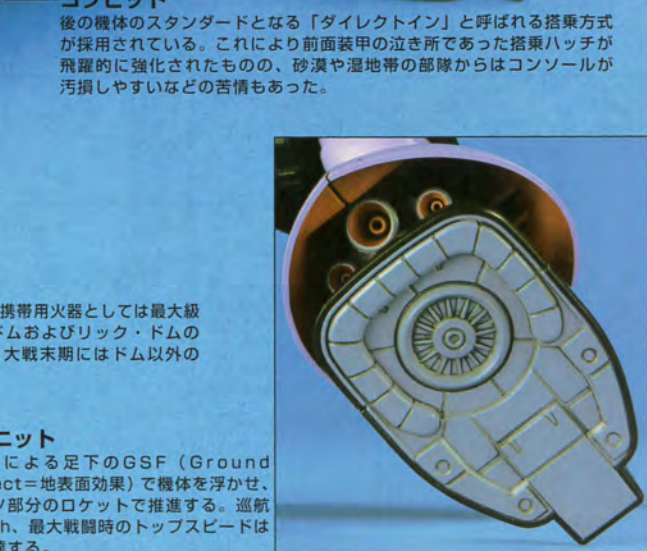 コクピット
後の機体のスタンダードとなる「ダイレクトイン」と呼ばれる搭乗方式
が採用されている。これにより前面装甲の泣き所であった搭乗ハッチが
飛躍的に強化されたものの、砂漠や湿地帯の部隊からはコンソールが
汚損しやすいなどの苦情もあった。
携帯用火器としては最大級
ドムおよびリック・ドムの
大戦末期にはドム以外の
ニット
による足下のGSF（Ground
ect＝地表面効果）で機体を浮かせ、
部分のロケットで推進する。巡航
h、最大戦闘時のトップスピードは
達する。